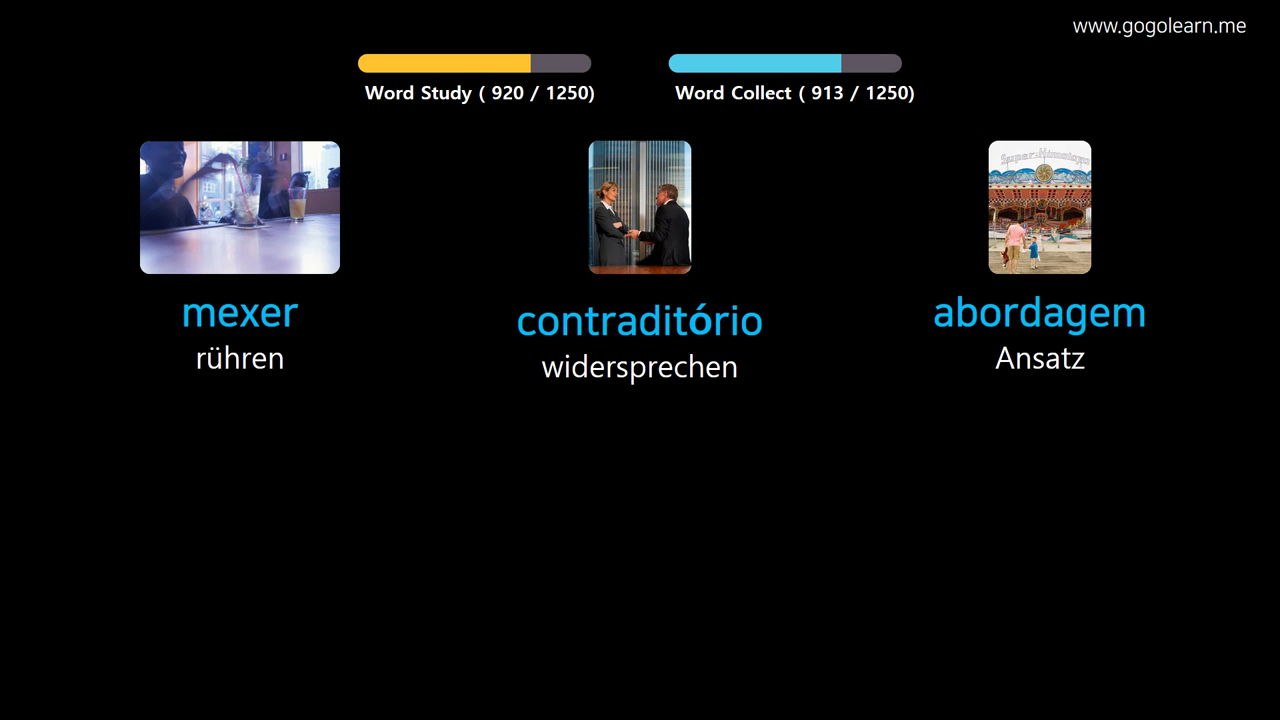 www.gogolearn.me
Word Study ( 920 / 1250)
Word Collect ( 913 / 1250)
mexer
rühren
contraditório
widersprechen
abordagem
Ansatz